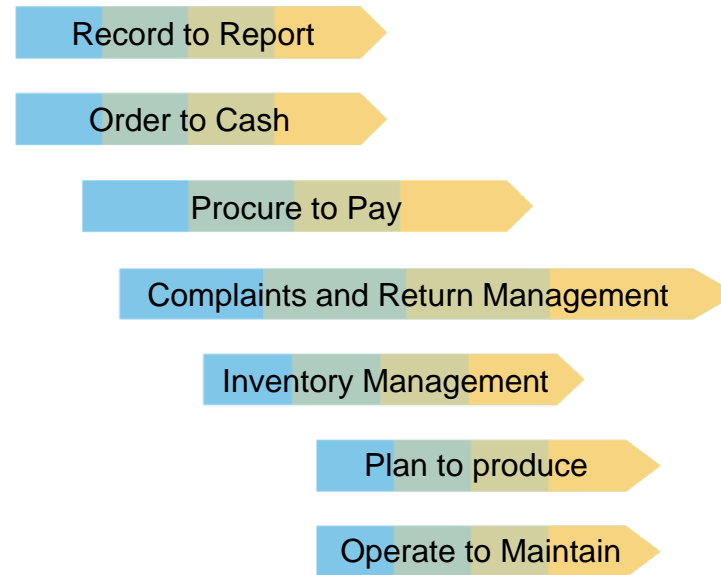 Record to Report
Order to Cash
Procure to Pay
Complaints and Return Management
Inventory Management
Plan to produce
Operate to Maintain